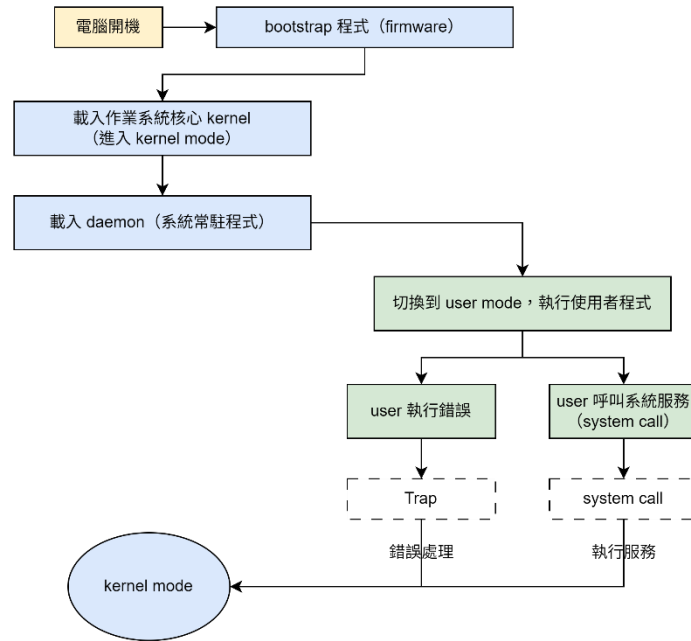 電腦開機
bootstrap 程式（firmware）
載入作業系統核心 kernel
（進入 kernel mode）
載入 daemon（系統常駐程式）
切換到 user mode，執行使用者程式
user 執行錯誤
user 呼叫系統服務
（system call）
Trap
system call
錯誤處理
執行服務
kernel mode